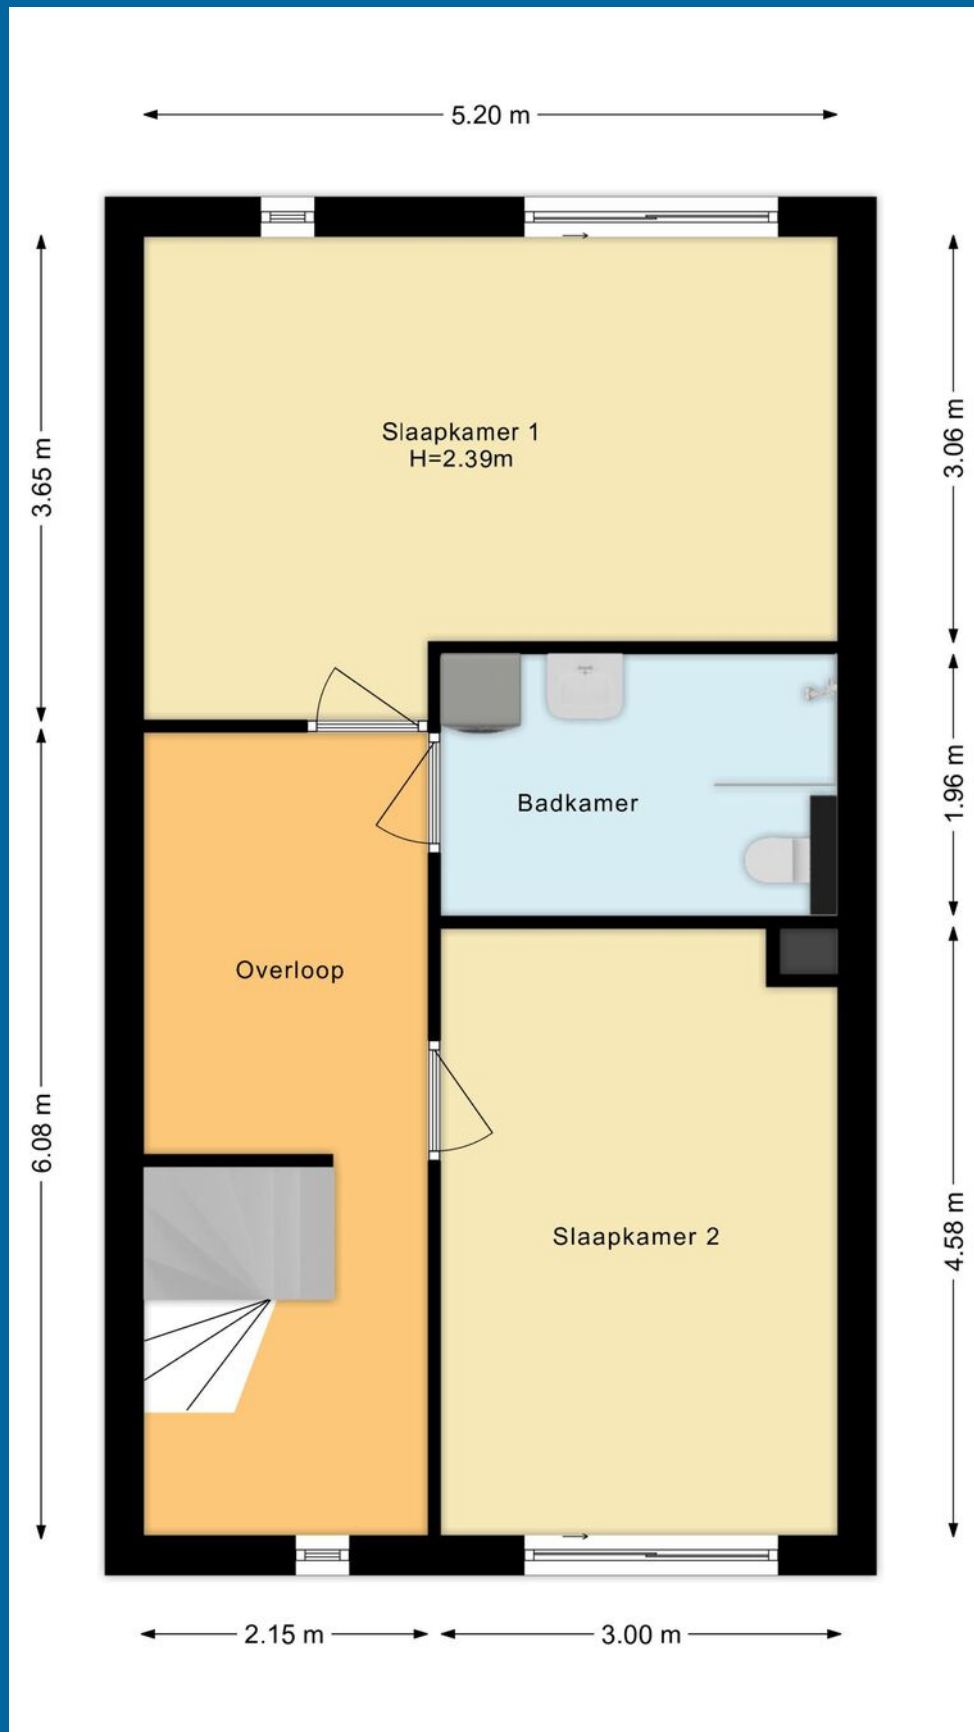 5.20 m
3.65 m
3.06 m
Slaapkamer 1
H=2.39m
Badkamer
1.96 m
Overloop
6.08 m
4.58 m
Slaapkamer 2
2.15 m
3.00 m